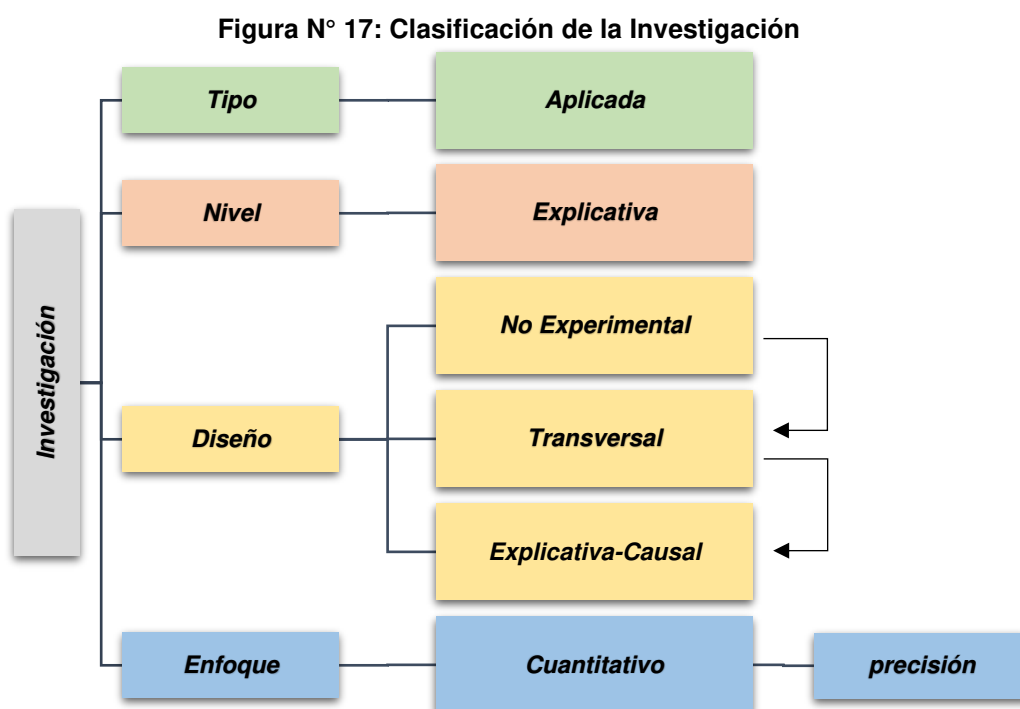 Figura N° 17: Clasificación de la Investigación
Investigación
Tipo
Aplicada
Nivel
Explicativa
Diseño
No Experimental
Transversal
Explicativa-Causal
Enfoque
Cuantitativo
precisión